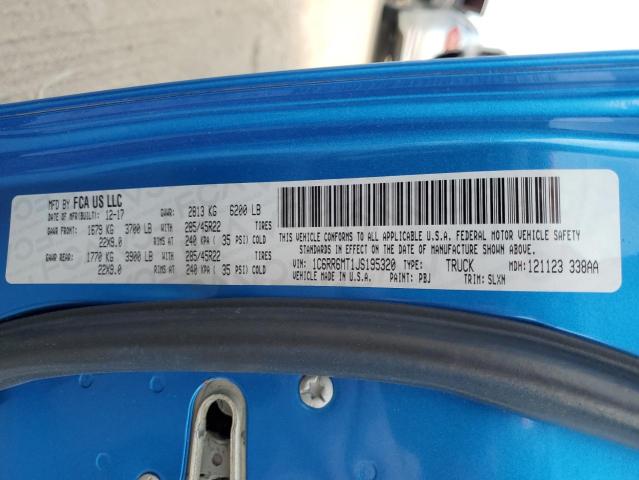 MFD BY FCA US LLC
DATE OF MFR(BUILT): 12-17 GVWR: 2813 KG 6200 LB
GAWR FRONT: 1675 KG 3700 LB 285/45R22 TIRES
22X9.0 RIMS AT 240 KPA ( 35 PSI) COLD
GAWR REAR: 1770 KG 3900 LB 285/45R22 TIRES
22X9.0 RIMS AT 240 KPA ( 35 PSI) COLD
THIS VEHICLE CONFORMS TO ALL APPLICABLE U.S.A. FEDERAL MOTOR VEHICLE SAFETY
STANDARDS IN EFFECT ON THE DATE OF MANUFACTURE SHOWN ABOVE.
VIN: 1C6RR6MT1JS195320 TYPE: TRUCK MDH: 121123 338AA
VEHICLE MADE IN U.S.A. PAINT: PBJ TRIM: SLXN